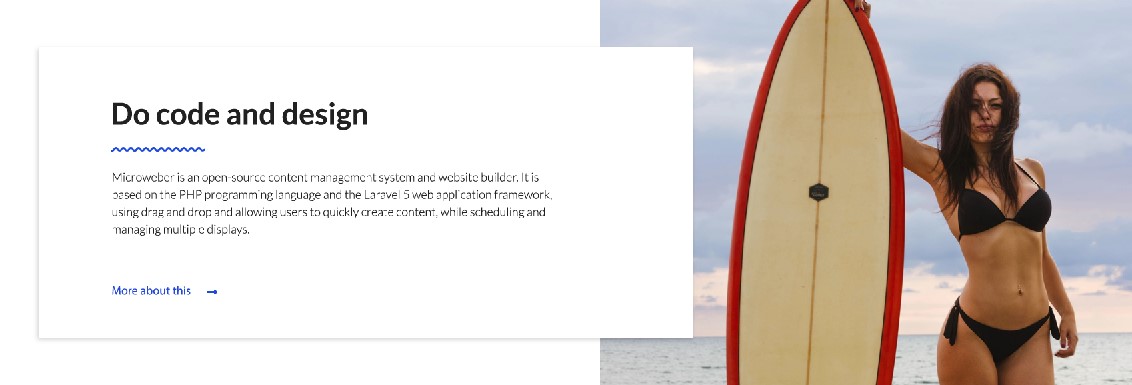 Do code and design
Microweber is an open-source content management system and website builder. It is
based on the PHP programming language and the Laravel 5 web application framework,
using drag and drop and allowing users to quickly create content, while scheduling and
managing multiple displays.
More about this